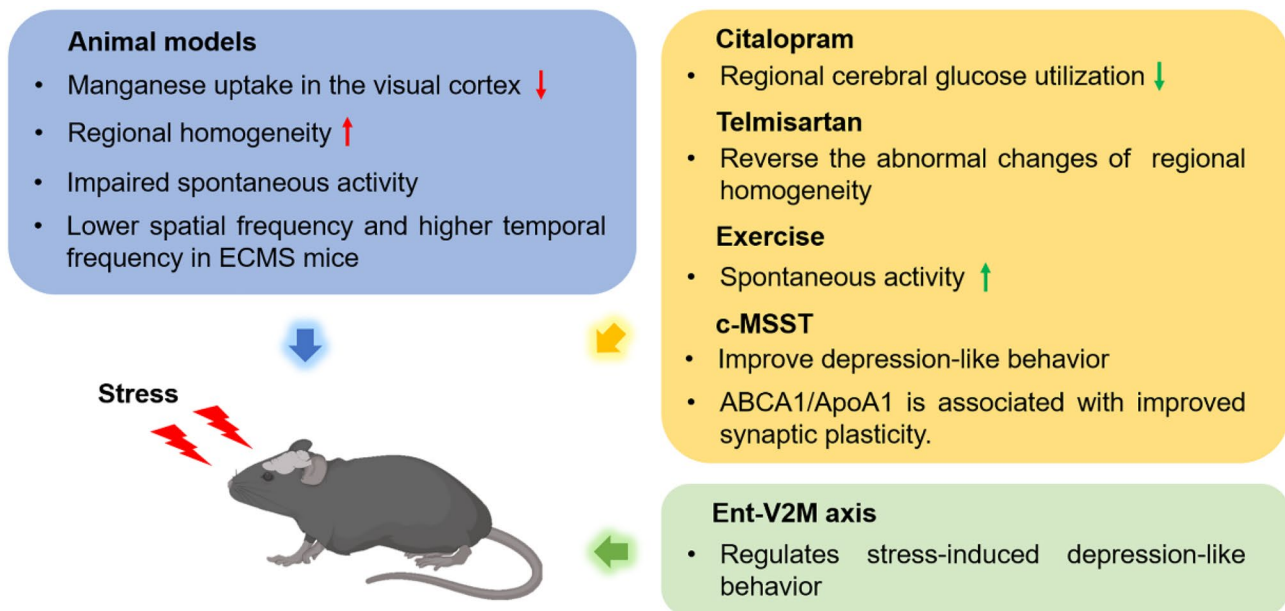 Animal models
• Manganese uptake in the visual cortex ↓
• Regional homogeneity ↑
• Impaired spontaneous activity
• Lower spatial frequency and higher temporal
frequency in ECMS mice
Stress
Citalopram
• Regional cerebral glucose utilization ↓
Telmisartan
• Reverse the abnormal changes of regional
homogeneity
Exercise
• Spontaneous activity ↑
c-MSST
• Improve depression-like behavior
• ABCA1/ApoA1 is associated with improved
synaptic plasticity.
Ent-V2M axis
• Regulates stress-induced depression-like
behavior